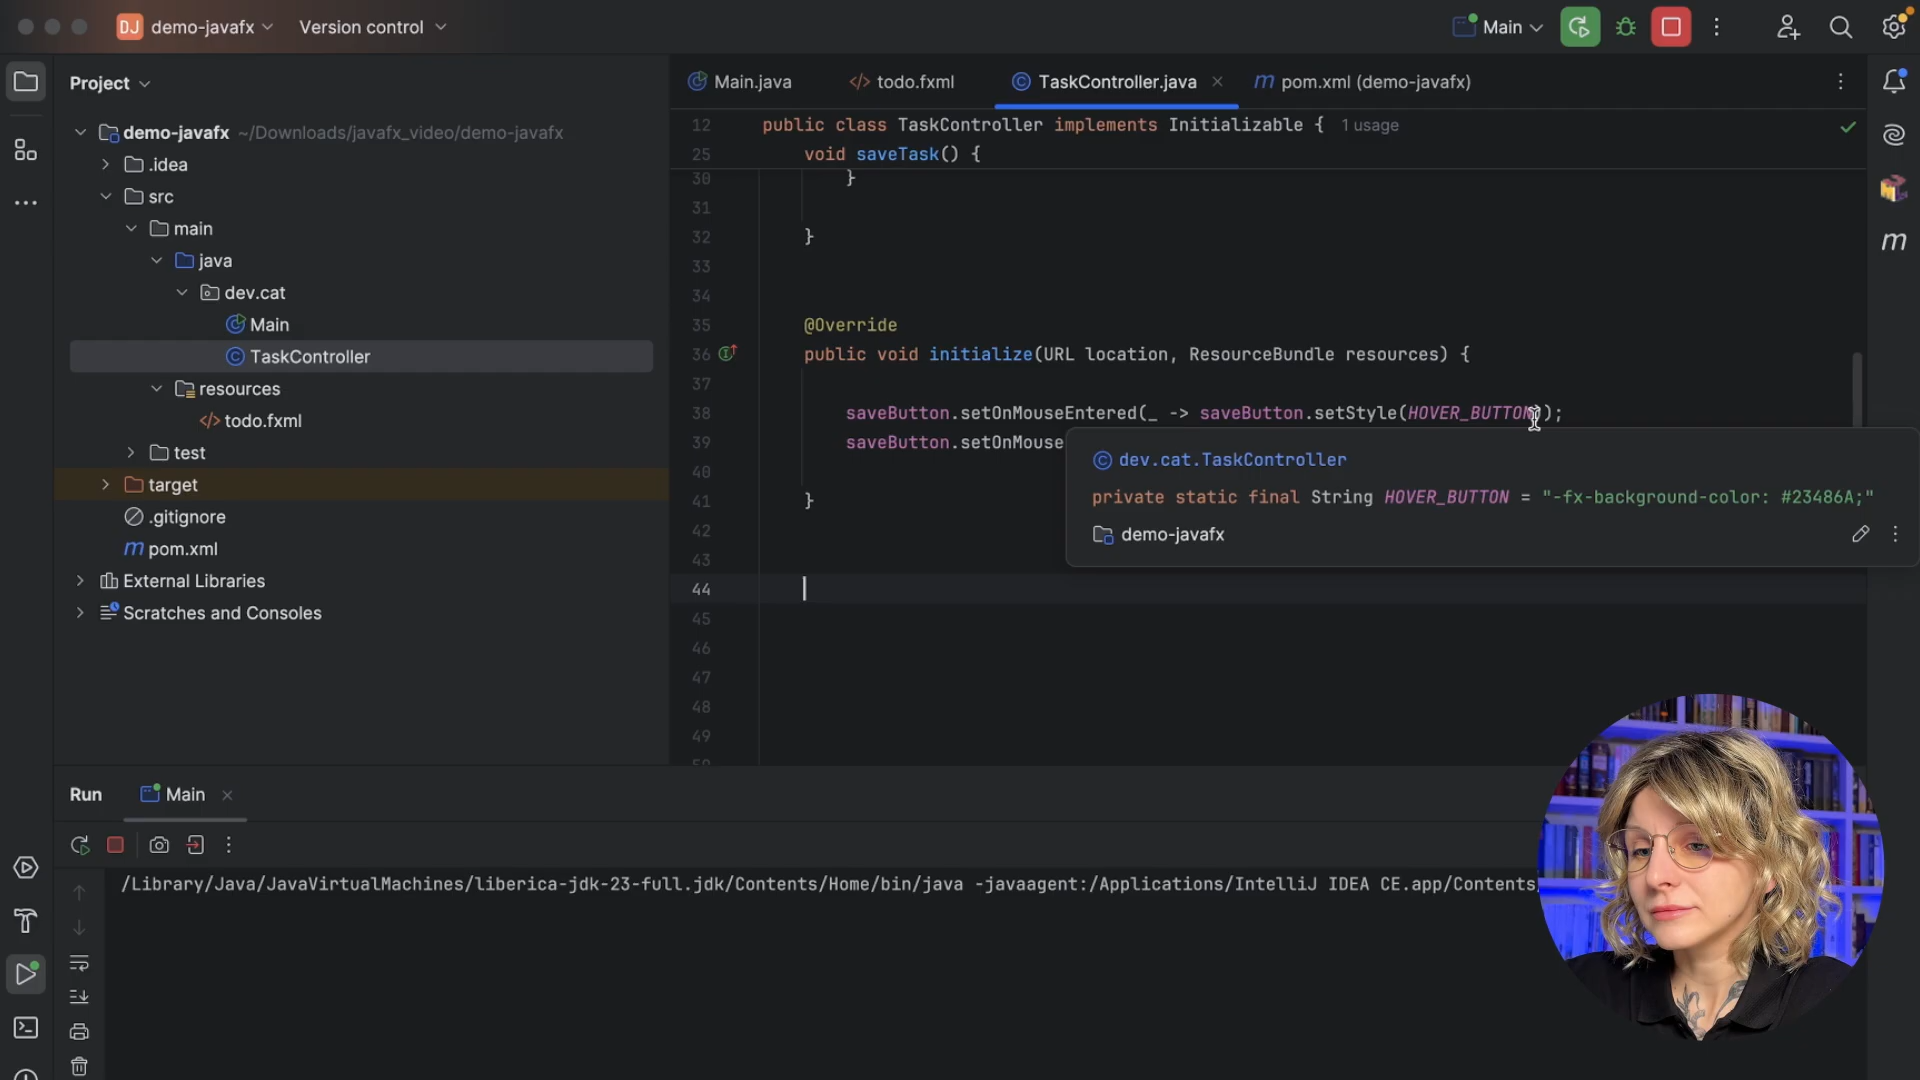 DJ demo-javafx Version control Main
Project
demo-javafx ~/Downloads/javafx_video/demo-javafx
.idea
src
main
java
dev.cat
Main
TaskController
resources
todo.fxml
test
target
.gitignore
pom.xml
External Libraries
Scratches and Consoles
Main.java todo.fxml TaskController.java pom.xml (demo-javafx)
12 public class TaskController implements Initializable { 1 usage
25 void saveTask() {
30 }
31
32 }
33
34
35 @Override
36 public void initialize(URL location, ResourceBundle resources) {
37
38 saveButton.setOnMouseEntered(_ -> saveButton.setStyle(HOVER_BUTTON));
39 saveButton.setOnMouse
40
41 }
42
43
44
45
46
47
48
49
dev.cat.TaskController
private static final String HOVER_BUTTON = "-fx-background-color: #23486A;"
demo-javafx
Run Main
/Library/Java/JavaVirtualMachines/liberica-jdk-23-full.jdk/Contents/Home/bin/java -javaagent:/Applications/IntelliJ IDEA CE.app/Contents/